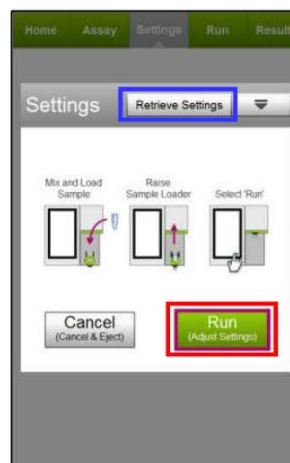 Home Assay Settings Run Result
Settings Retrieve Settings
Mix and Load Sample
Raise Sample Loader
Select 'Run'
Cancel
(Cancel & Eject)
Run
(Adjust Settings)